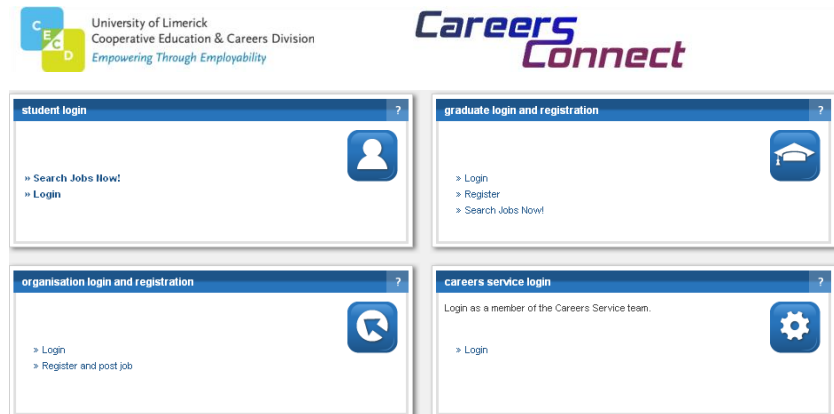 CECD
University of Limerick
Cooperative Education & Careers Division
Empowering Through Employability
Careers
Connect
student login ?
» Search Jobs Now!
» Login
graduate login and registration ?
» Login
» Register
» Search Jobs Now!
organisation login and registration ?
» Login
» Register and post job
careers service login ?
Login as a member of the Careers Service team.
» Login